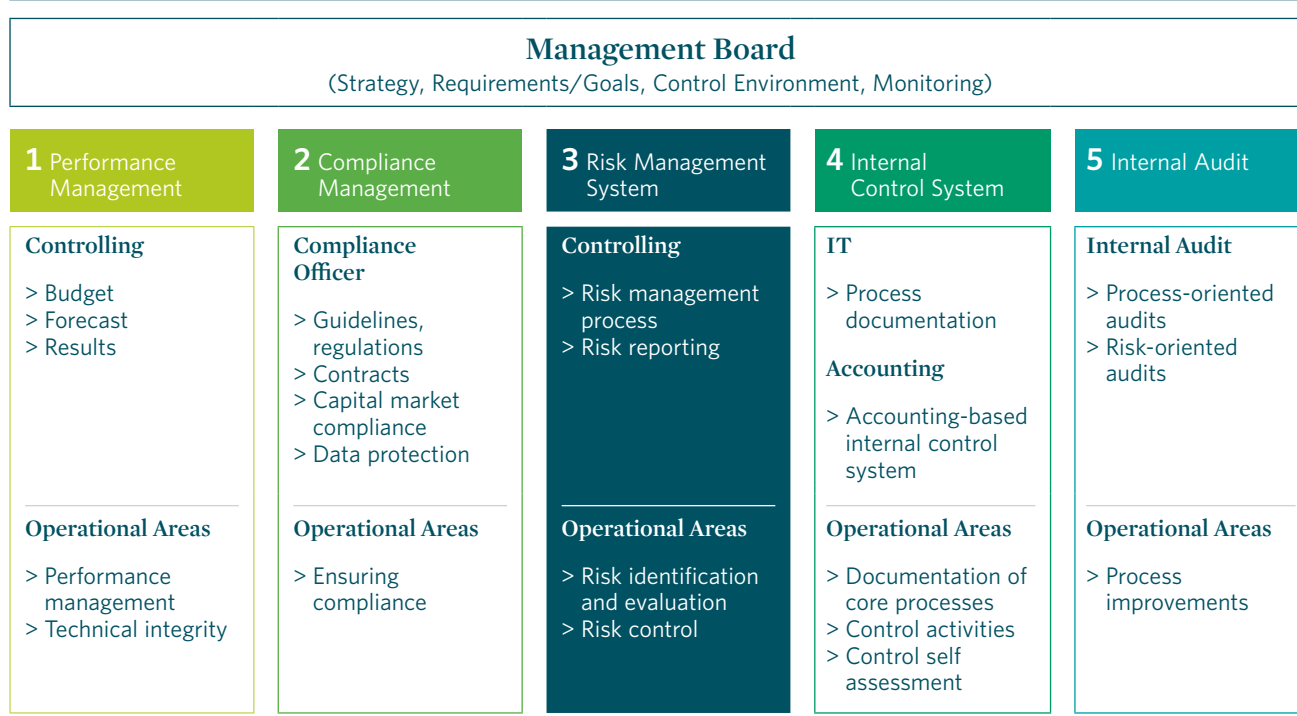 Management Board
(Strategy, Requirements/Goals, Control Environment, Monitoring)
1 Performance
Management
Controlling
> Budget
> Forecast
> Results
Operational Areas
> Performance
management
> Technical integrity
2 Compliance
Management
Compliance
Officer
> Guidelines,
regulations
> Contracts
> Capital market
compliance
> Data protection
Operational Areas
> Ensuring
compliance
3 Risk Management
System
Controlling
> Risk management
process
> Risk reporting
Operational Areas
> Risk identification
and evaluation
> Risk control
4 Internal
Control System
IT
> Process
documentation
Accounting
> Accounting-based
internal control
system
Operational Areas
> Documentation of
core processes
> Control activities
> Control self
assessment
5 Internal Audit
Internal Audit
> Process-oriented
audits
> Risk-oriented
audits
Operational Areas
> Process
improvements